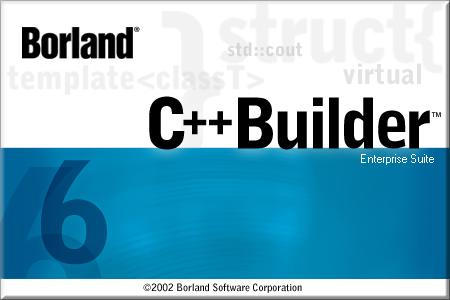 struct{
Borland®
std::cout
}
template<classT>
virtual
C++Builder™
Enterprise Suite
6
©2002 Borland Software Corporation